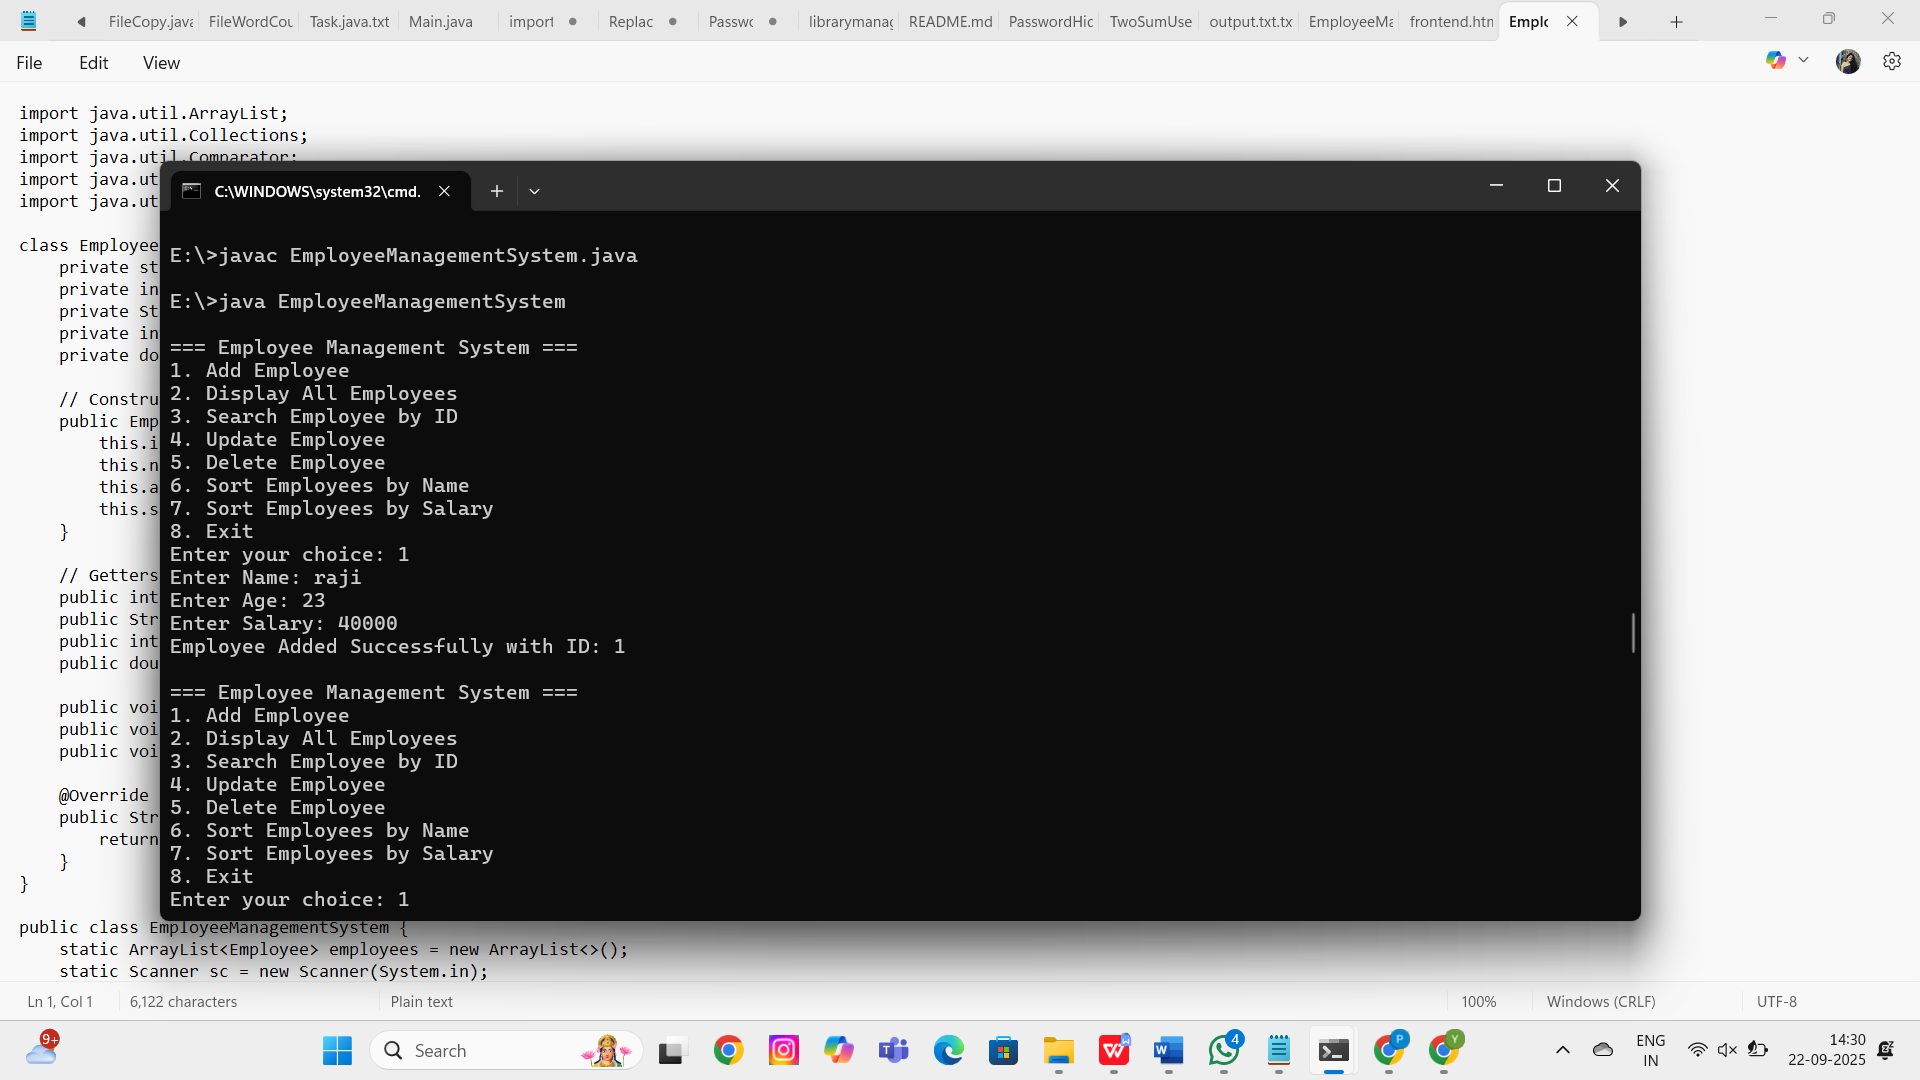 FileCopy.java FileWordCou Task.java.txt Main.java import Replac Passwo librarymanag README.md PasswordHic TwoSumUse output.txt.tx EmployeeMa frontend.htm Emplo
File Edit View
import java.util.ArrayList;
import java.util.Collections;
import java.util.Comparator;
import java.ut
import java.ut
class Employee
private st
private in
private St
private in
private do
// Constru
public Emp
this.i
this.n
this.a
this.s
}
// Getters
public int
public Str
public int
public dou
public voi
public voi
public voi
@Override
public Str
return
}
}
public class EmployeeManagementSystem {
static ArrayList<Employee> employees = new ArrayList<>();
static Scanner sc = new Scanner(System.in);
C:\WINDOWS\system32\cmd.
E:\>javac EmployeeManagementSystem.java
E:\>java EmployeeManagementSystem
=== Employee Management System ===
1. Add Employee
2. Display All Employees
3. Search Employee by ID
4. Update Employee
5. Delete Employee
6. Sort Employees by Name
7. Sort Employees by Salary
8. Exit
Enter your choice: 1
Enter Name: raji
Enter Age: 23
Enter Salary: 40000
Employee Added Successfully with ID: 1
=== Employee Management System ===
1. Add Employee
2. Display All Employees
3. Search Employee by ID
4. Update Employee
5. Delete Employee
6. Sort Employees by Name
7. Sort Employees by Salary
8. Exit
Enter your choice: 1
Ln 1, Col 1 6,122 characters Plain text 100% Windows (CRLF) UTF-8
9+ Search 4 P Y ENG 14:30
IN 22-09-2025